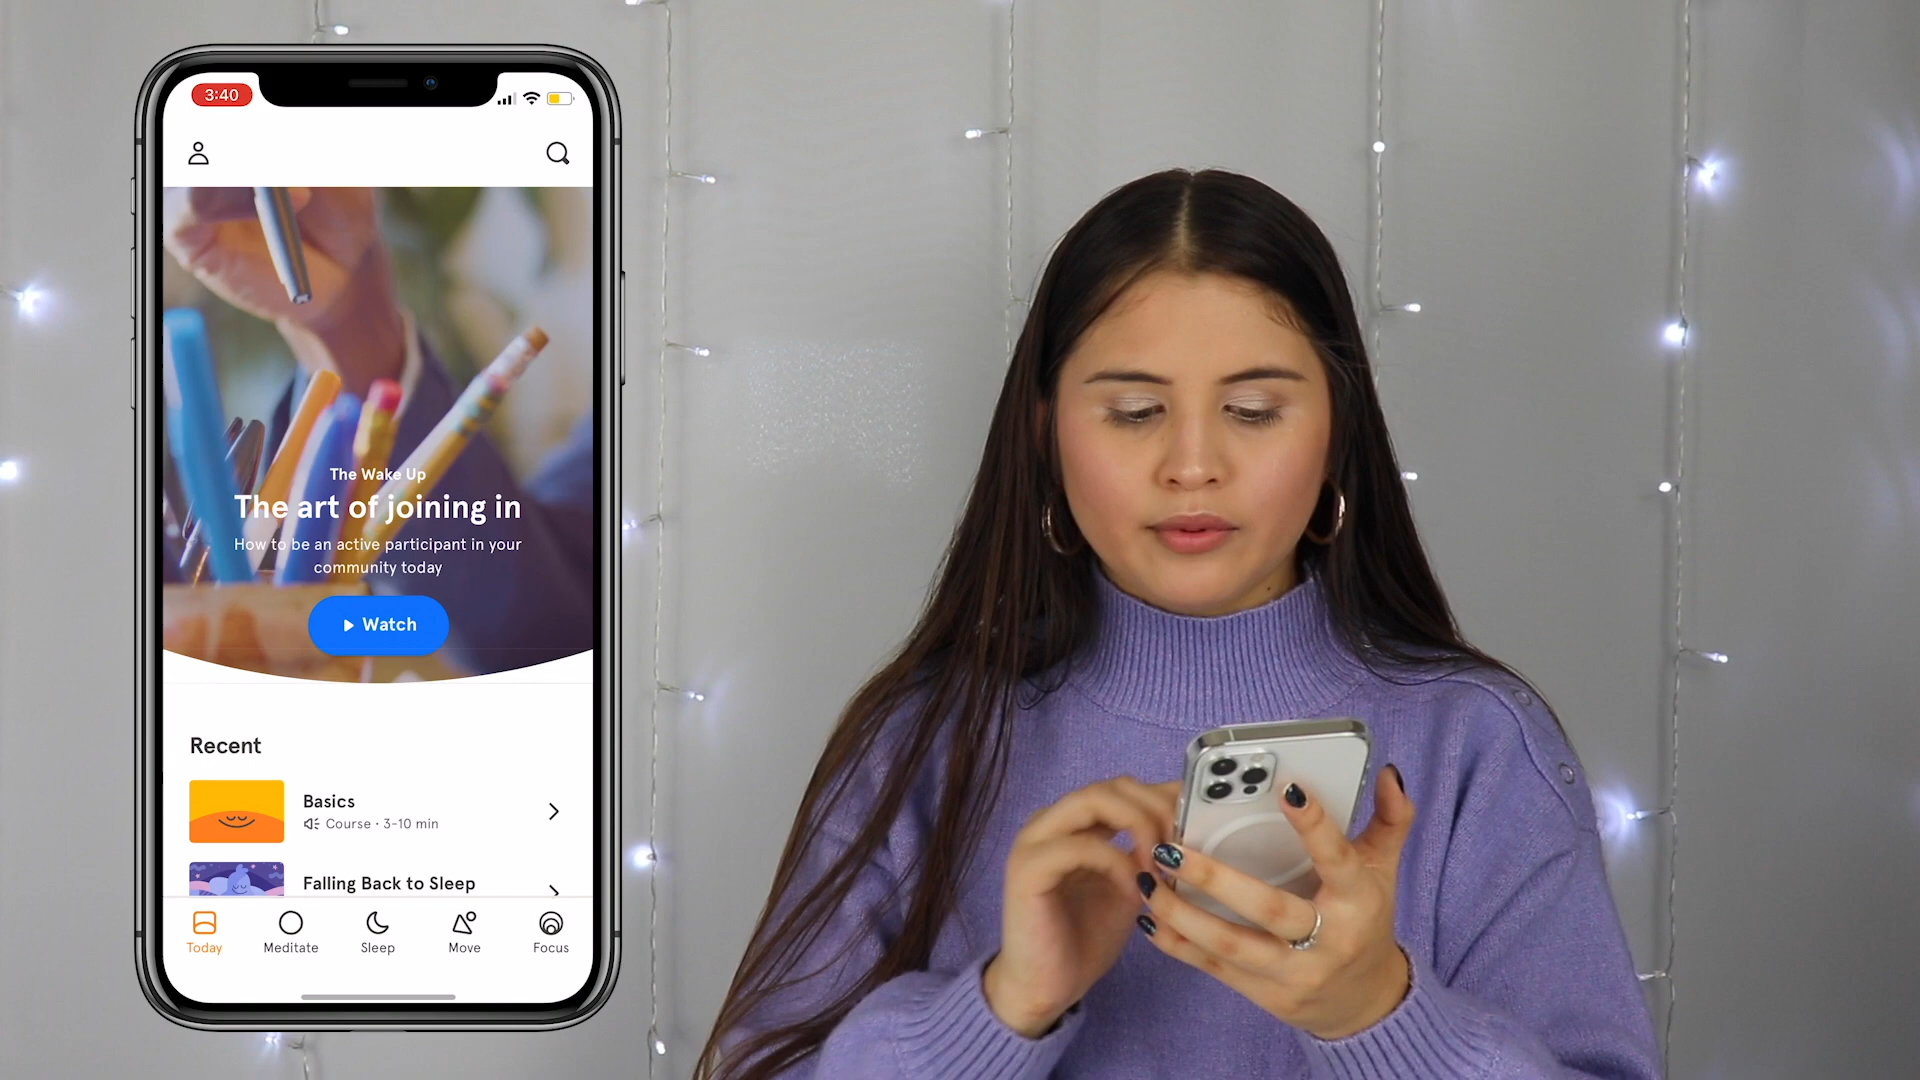 3:40
The Wake Up
The art of joining in
How to be an active participant in your
community today
Watch
Recent
Basics
Course · 3-10 min
Falling Back to Sleep
Today
Meditate
Sleep
Move
Focus